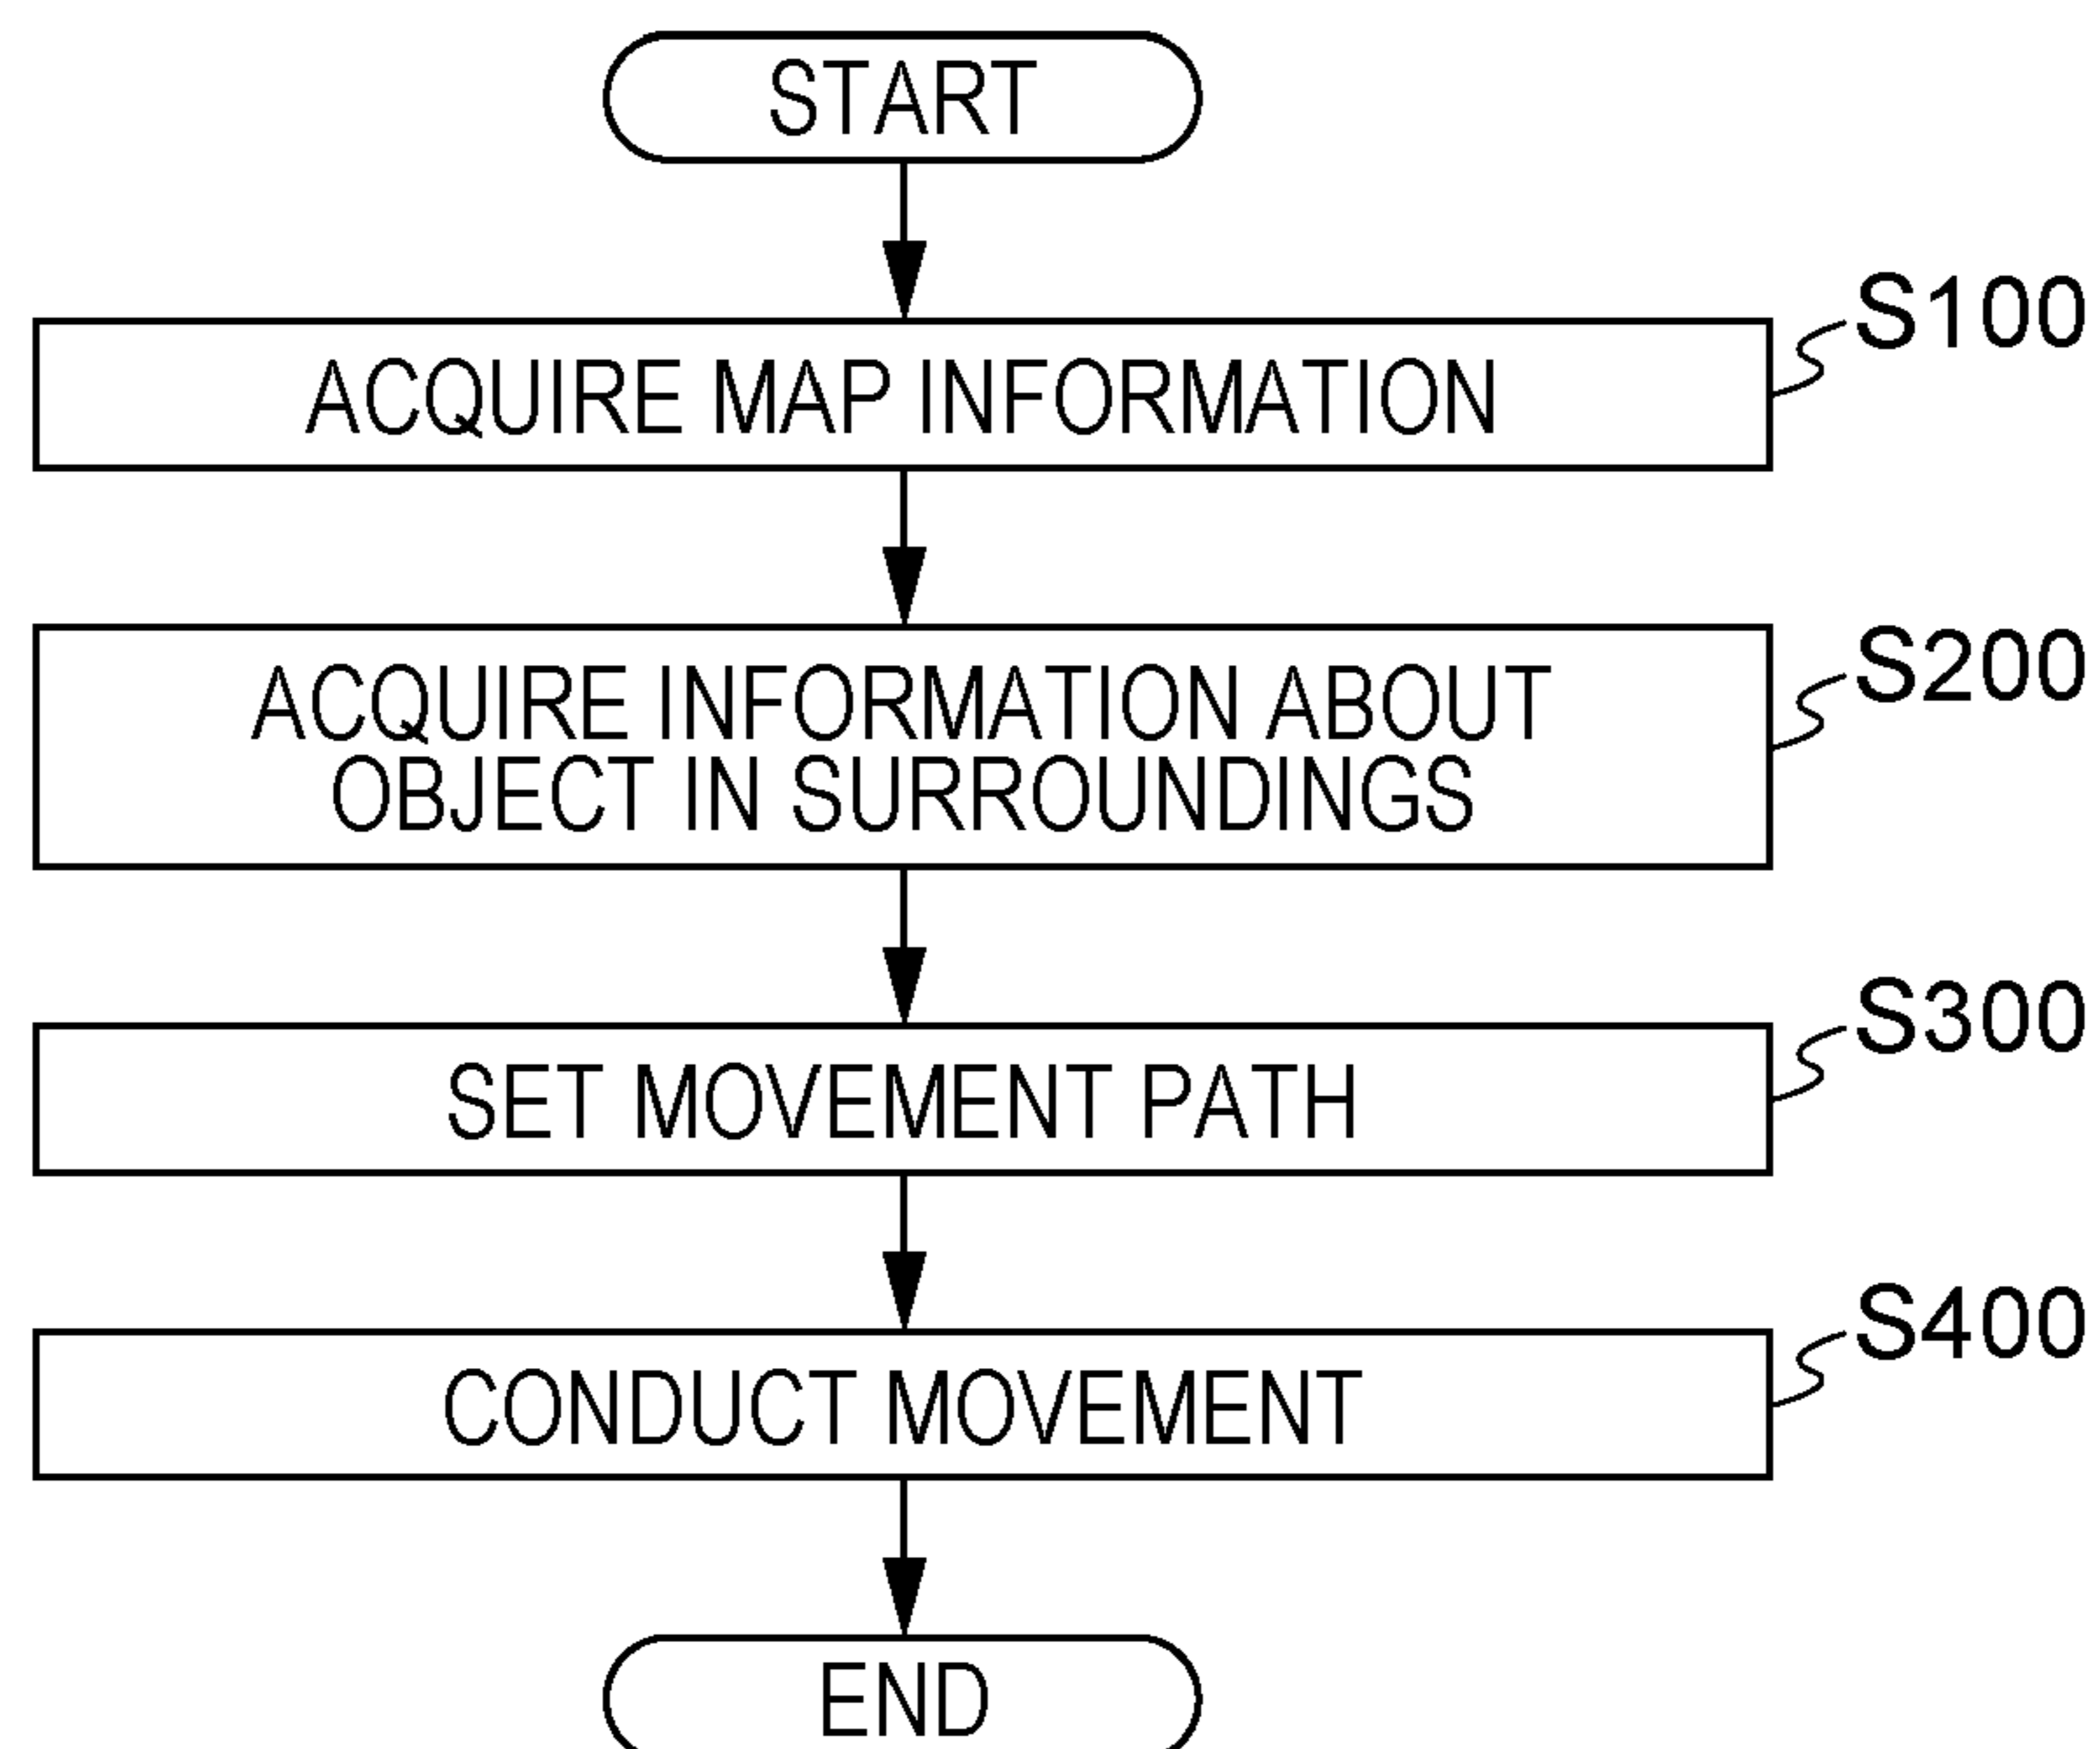 START
S100
ACQUIRE MAP INFORMATION
S200
ACQUIRE INFORMATION ABOUT
OBJECT IN SURROUNDINGS
S300
SET MOVEMENT PATH
S400
CONDUCT MOVEMENT
END